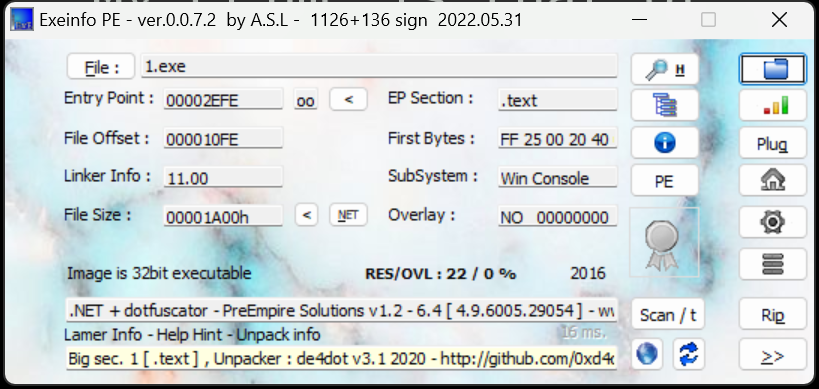 Exeinfo PE - ver.0.0.7.2 by A.S.L - 1126+136 sign 2022.05.31
File : 1.exe H
Entry Point : 00002EFE oo < EP Section : .text
File Offset : 000010FE First Bytes : FF 25 00 20 40 Plug
Linker Info : 11.00 SubSystem : Win Console PE
File Size : 00001A00h < NET Overlay : NO 00000000
Image is 32bit executable RES/OVL : 22 / 0 % 2016
.NET + dotfuscator - PreEmpire Solutions v1.2 - 6.4 [ 4.9.6005.29054 ] - Scan / t Rip
Lamer Info - Help Hint - Unpack info 16 ms.
Big sec. 1 [ .text ] , Unpacker : de4dot v3.1 2020 - http://github.com/0xd4 >>